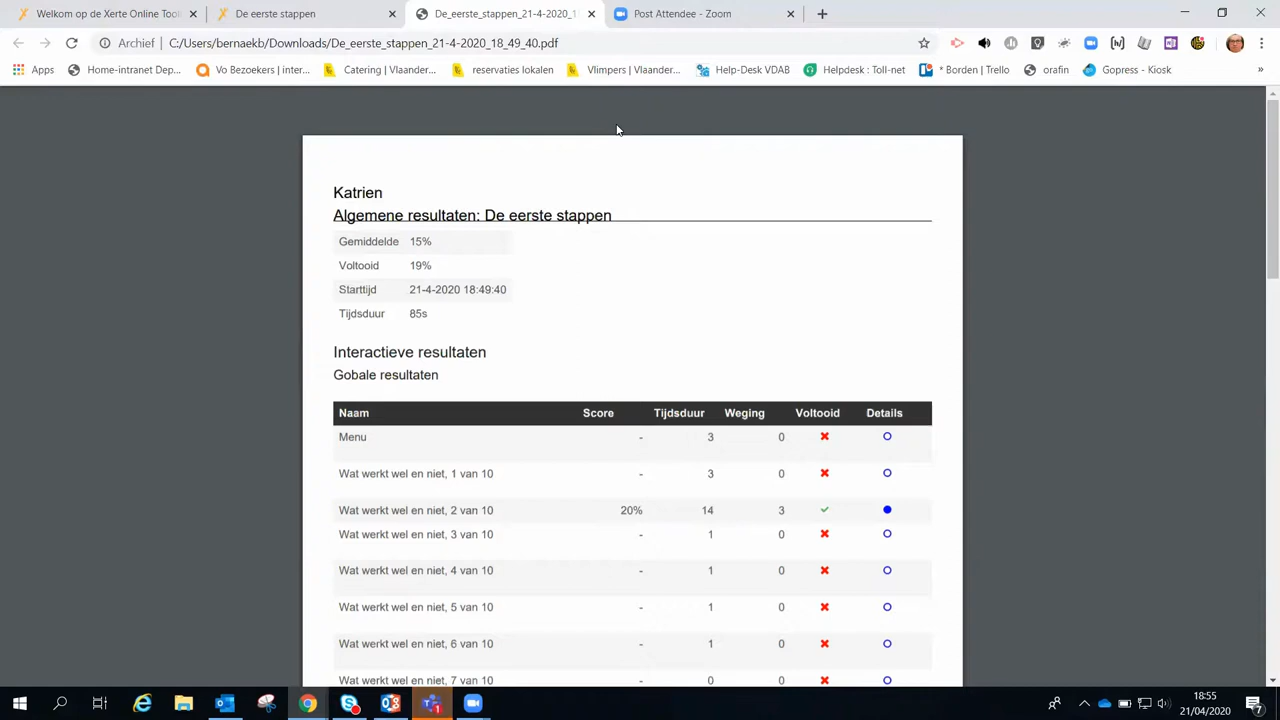 Welkom op de Xerte Online Tool
De eerste stappen
De_eerste_stappen_21-4-2020_1
Post Attendee - Zoom
Archief
C:/Users/bernaekb/Downloads/De_eerste_stappen_21-4-2020_18_49_40.pdf
Apps
Home-intranet Dep...
Vo Bezoekers | inter...
Catering | Vlaander...
reservaties lokalen
Vlimpers | Vlaander...
Help-Desk VDAB
Helpdesk : Toll-net
* Borden | Trello
orafin
Gopress - Kiosk
»
Katrien
Algemene resultaten: De eerste stappen
Gemiddelde 15%
Voltooid 19%
Starttijd 21-4-2020 18:49:40
Tijdsduur 85s
Interactieve resultaten
Gobale resultaten
Naam Score Tijdsduur Weging Voltooid Details
Menu - 3 0
Wat werkt wel en niet, 1 van 10 - 3 0
Wat werkt wel en niet, 2 van 10 20% 14 3
Wat werkt wel en niet, 3 van 10 - 1 0
Wat werkt wel en niet, 4 van 10 - 1 0
Wat werkt wel en niet, 5 van 10 - 1 0
Wat werkt wel en niet, 6 van 10 - 1 0
Wat werkt wel en niet, 7 van 10 0 0
18:55
21/04/2020